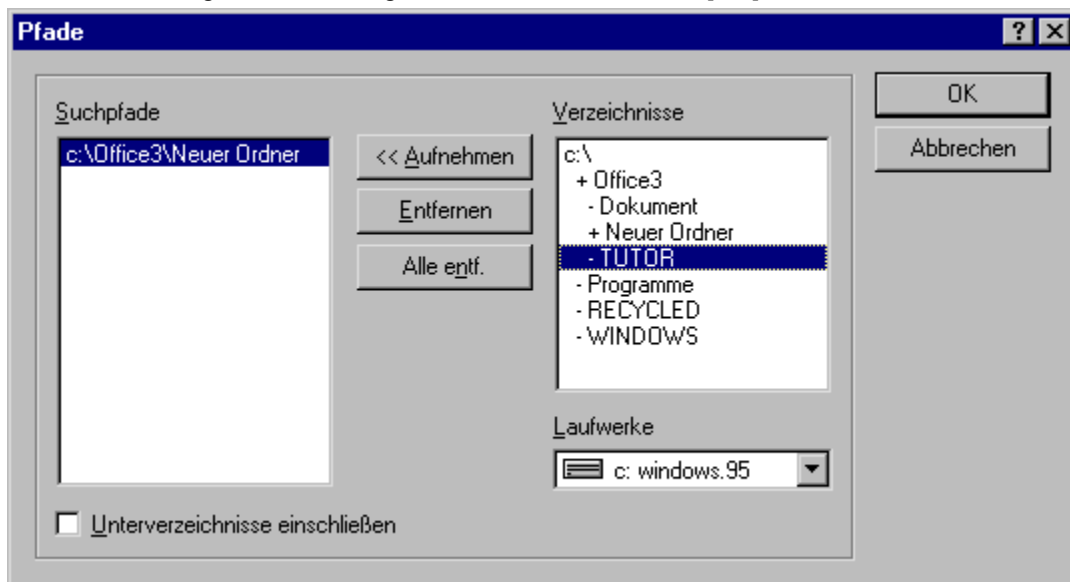 Pfade
Suchpfade
c:\Office3\Neuer Ordner
<< Aufnehmen
Entfernen
Alle entf.
Verzeichnisse
c:\
+ Office3
- Dokument
+ Neuer Ordner
- TUTOR
- Programme
- RECYCLED
- WINDOWS
Laufwerke
c: windows.95
Unterverzeichnisse einschließen
OK
Abbrechen